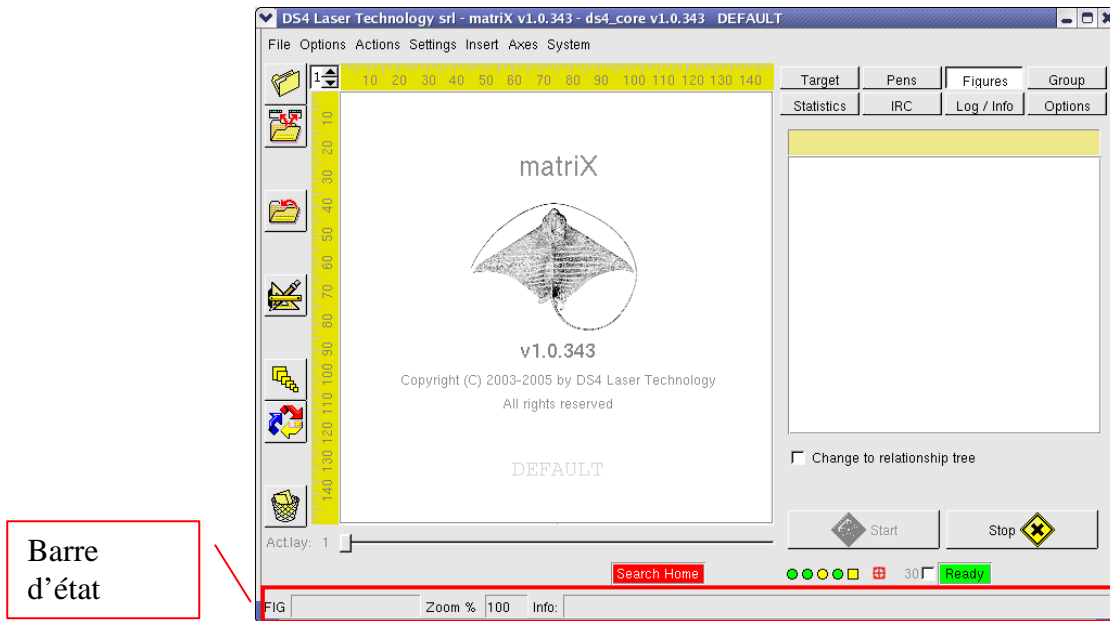 DS4 Laser Technology srl - matriX v1.0.343 - ds4_core v1.0.343 DEFAULT
File Options Actions Settings Insert Axes System
1
10 20 30 40 50 60 70 80 90 100 110 120 130 140
10 20 30 40 50 60 70 80 90 100 110 120 130 140
matriX
v1.0.343
Copyright (C) 2003-2005 by DS4 Laser Technology
All rights reserved
DEFAULT
Target Pens Figures Group
Statistics IRC Log / Info Options
Change to relationship tree
Start Stop
Act.lay: 1
Search Home
30 Ready
Barre
d'état
FIG Zoom % 100 Info: